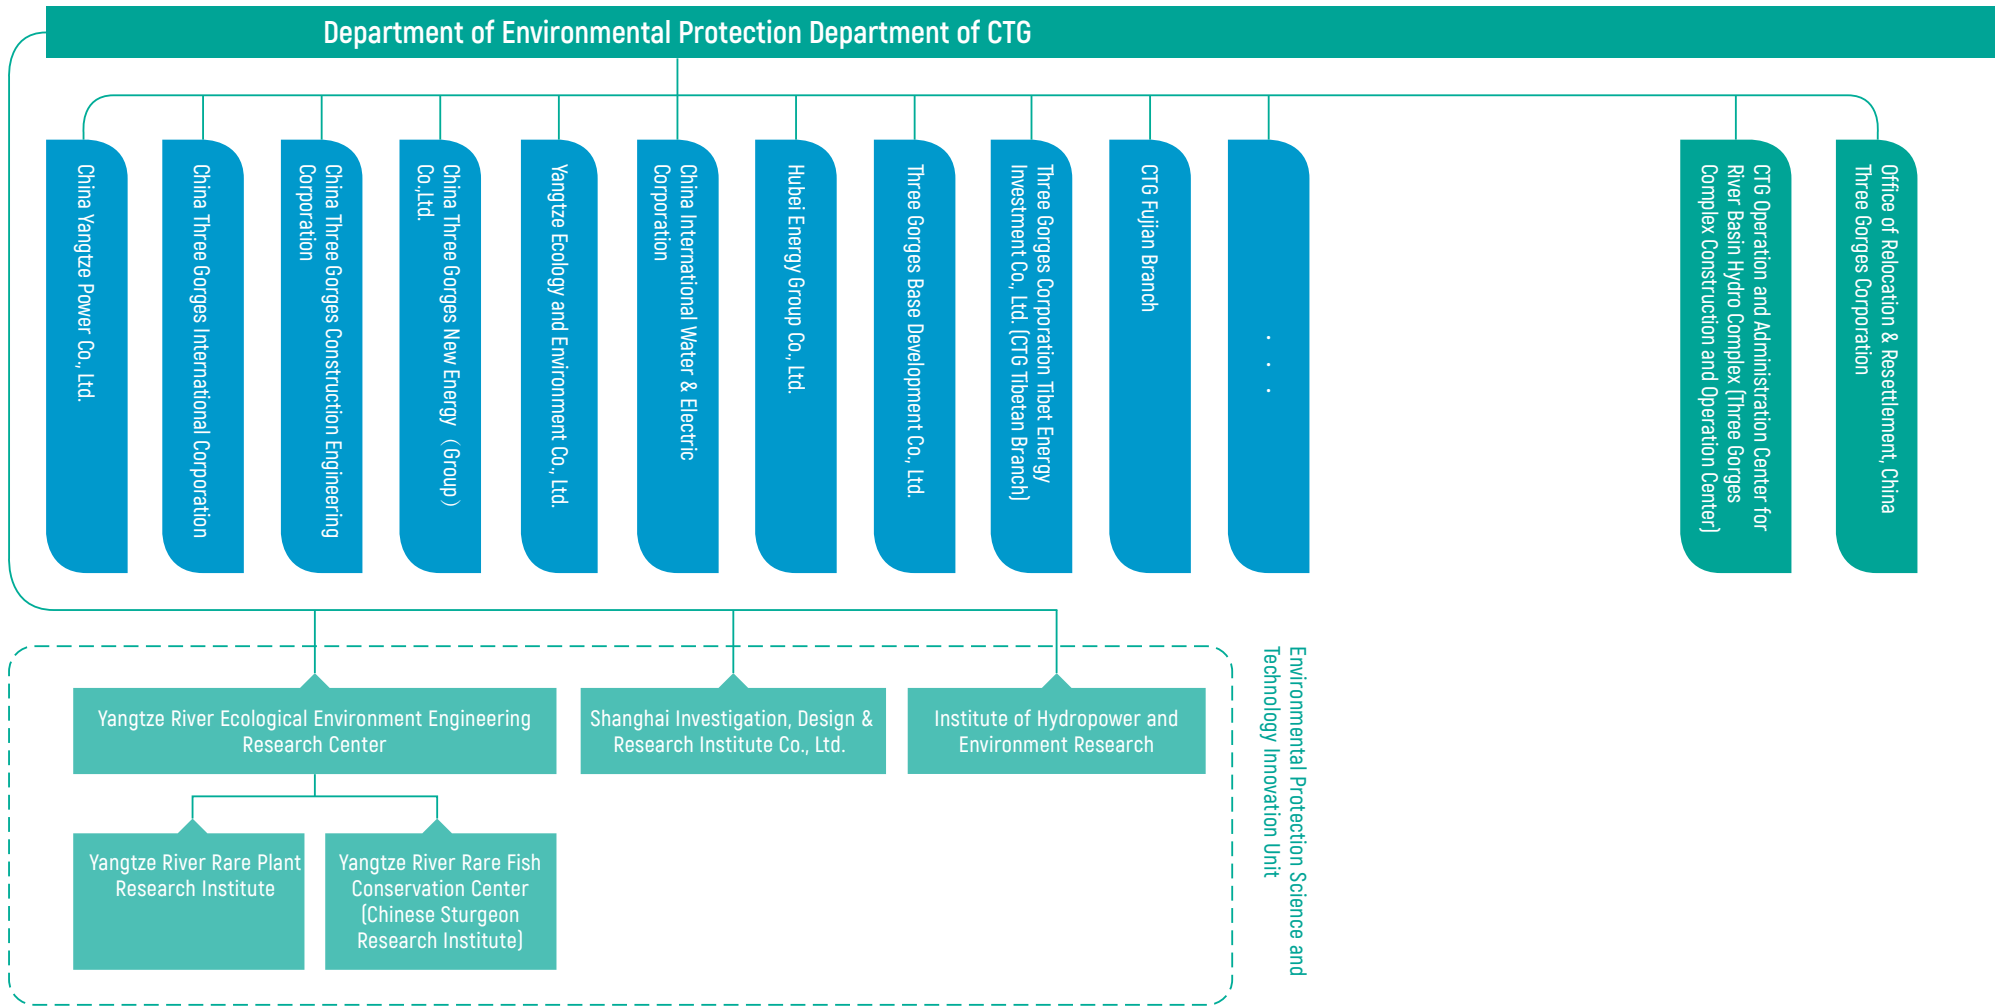 Department of Environmental Protection Department of CTG
China Yangtze Power Co., Ltd.
China Three Gorges International Corporation
China Three Gorges Construction Engineering
Corporation
China Three Gorges New Energy（Group）
Co.,Ltd.
Yangtze Ecology and Environment Co., Ltd.
China International Water & Electric
Corporation
Hubei Energy Group Co., Ltd.
Three Gorges Base Development Co., Ltd.
Three Gorges Corporation Tibet Energy
Investment Co., Ltd. (CTG Tibetan Branch)
CTG Fujian Branch
. . .
CTG Operation and Administration Center for
River Basin Hydro Complex (Three Gorges
Complex Construction and Operation Center)
Office of Relocation & Resettlement, China
Three Gorges Corporation
Yangtze River Ecological Environment Engineering
Research Center
Shanghai Investigation, Design &
Research Institute Co., Ltd.
Institute of Hydropower and
Environment Research
Yangtze River Rare Plant
Research Institute
Yangtze River Rare Fish
Conservation Center
(Chinese Sturgeon
Research Institute)
Environmental Protection Science and
Technology Innovation Unit